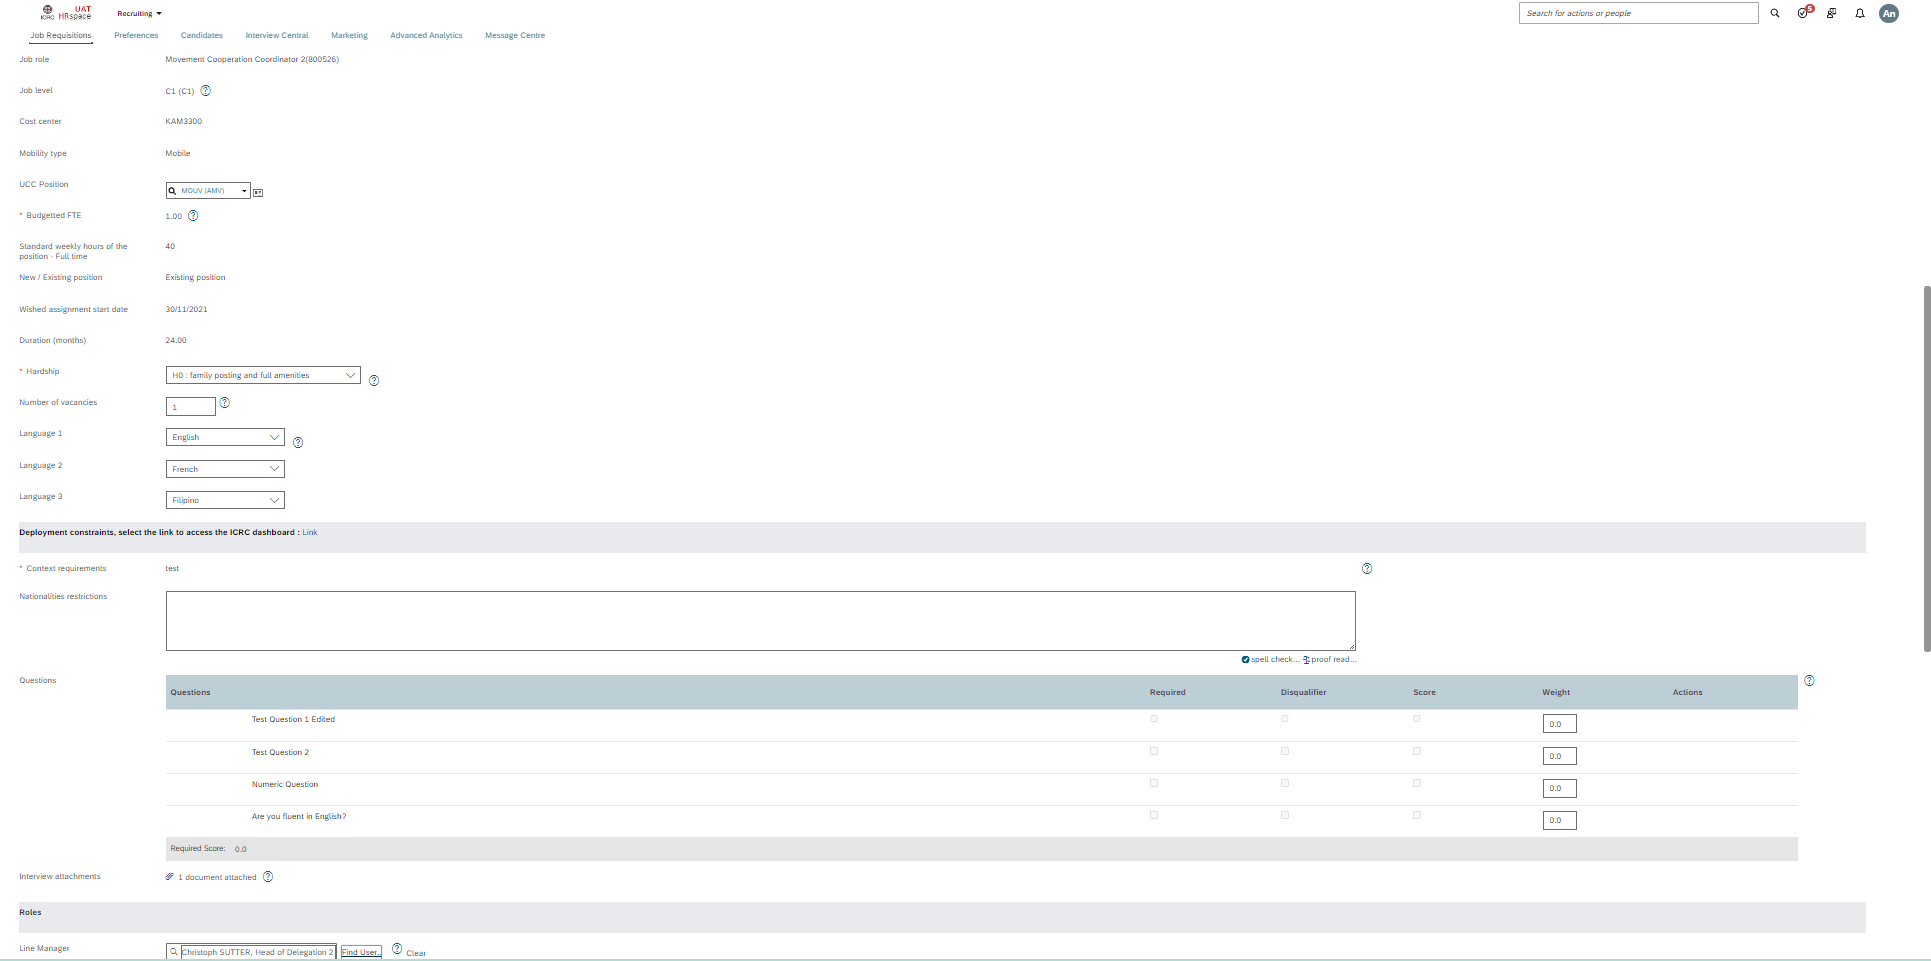 ICRC
UAT
HRspace
Recruiting
Search for actions or people
5
An
Job Requisitions
Preferences
Candidates
Interview Central
Marketing
Advanced Analytics
Message Centre
Job role
Movement Cooperation Coordinator 2(800526)
Job level
C1 (C1)
Cost center
KAM3300
Mobility type
Mobile
UCC Position
MOUV (AMV)
* Budgetted FTE
1.00
Standard weekly hours of the
position - Full time
40
New / Existing position
Existing position
Wished assignment start date
30/11/2021
Duration (months)
24.00
* Hardship
H0 : family posting and full amenities
Number of vacancies
1
Language 1
English
Language 2
French
Language 3
Filipino
Deployment constraints, select the link to access the ICRC dashboard : Link
* Context requirements
test
Nationalities restrictions
spell check... proof read...
Questions
Questions
Required
Disqualifier
Score
Weight
Actions
Test Question 1 Edited
0.0
Test Question 2
0.0
Numeric Question
0.0
Are you fluent in English?
0.0
Required Score: 0.0
Interview attachments
1 document attached
Roles
Line Manager
Christoph SUTTER, Head of Delegation 2
Find User..
Clear